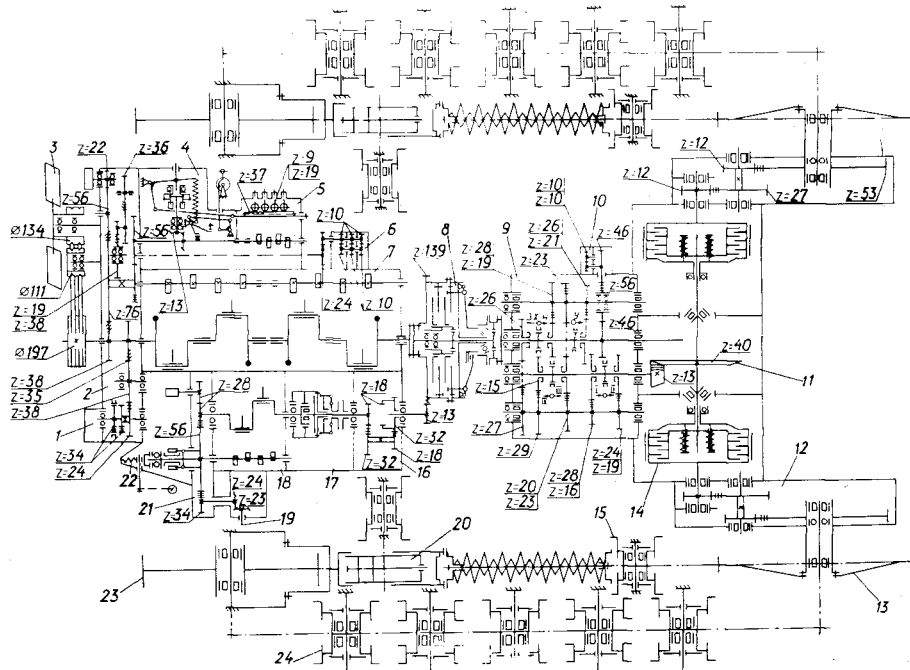 3
z=22
z=36
4
z=37
z=9
z=19
5
z=56
z=56
z=10
6
7
z=139
8
z=28
z=19
9
z=23
z=10
z=10
10
z=26
z=21
z=46
z=12
z=12
z=27
z=53
11
Ø134
Ø111
z=19
z=38
Ø197
z=76
z=13
z=24
z=10
z=26
z=56
z=46
z=40
z=13
11
z=38
z=35
z=38
2
1
z=28
z=56
z=18
z=13
z=15
z=34
z=24
22
21
z=34
z=24
z=23
19
18
17
z=32
z=32
z=18
16
z=27
z=29
z=20
z=23
z=28
z=16
z=24
z=19
14
12
23
20
15
13
24